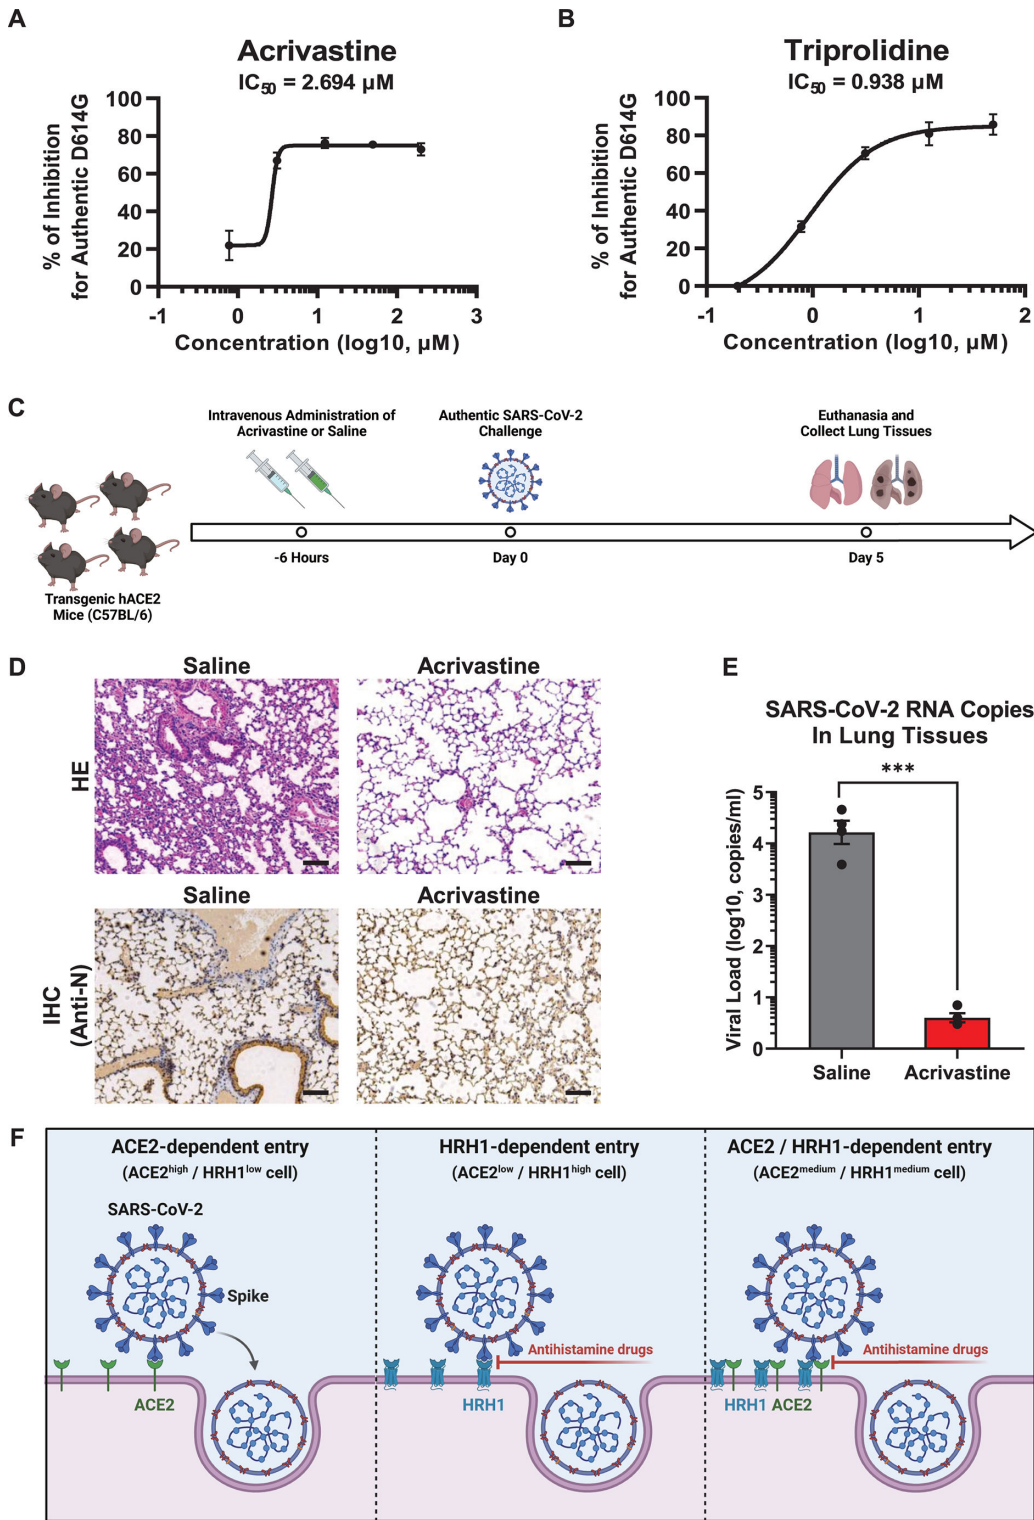 A
Acrivastine
IC50 = 2.694 µM
% of Inhibition
for Authentic D614G
100
80
60
40
20
0
-1
0
1
2
3
Concentration (log10, µM)
B
Triprolidine
IC50 = 0.938 µM
% of Inhibition
for Authentic D614G
100
80
60
40
20
0
-1
0
1
2
Concentration (log10, µM)
C
Intravenous Administration of
Acrivastine or Saline
Authentic SARS-CoV-2
Challenge
Euthanasia and
Collect Lung Tissues
-6 Hours
Day 0
Day 5
Transgenic hACE2
Mice (C57BL/6)
D
Saline
Acrivastine
HE
Saline
Acrivastine
IHC
(Anti-N)
E
SARS-CoV-2 RNA Copies
In Lung Tissues
***
Viral Load (log10, copies/ml)
5
4
3
2
1
0
Saline
Acrivastine
F
ACE2-dependent entry
(ACE2high / HRH1low cell)
SARS-CoV-2
Spike
ACE2
HRH1-dependent entry
(ACE2low / HRH1high cell)
Antihistamine drugs
HRH1
ACE2 / HRH1-dependent entry
(ACE2medium / HRH1medium cell)
Antihistamine drugs
HRH1 ACE2